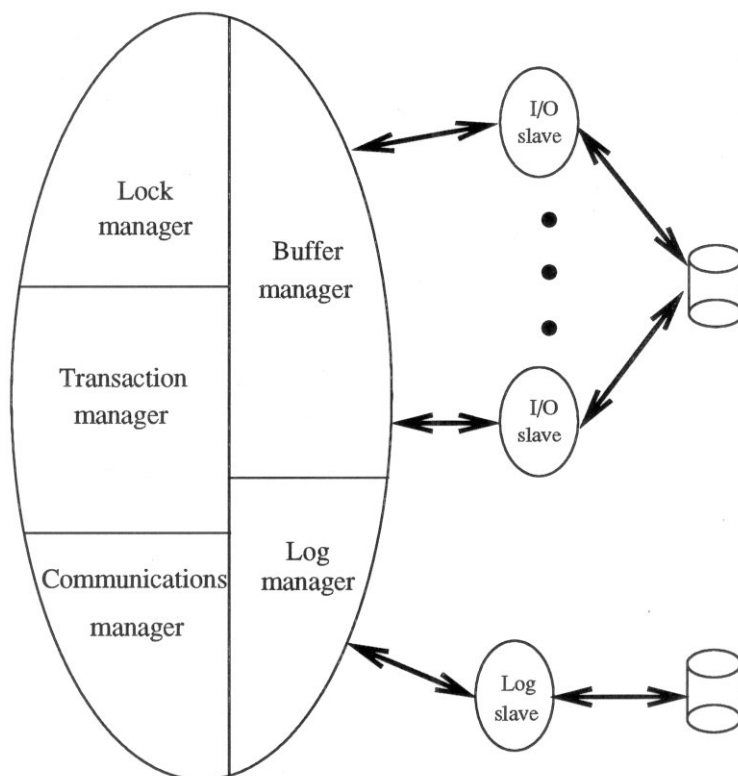 I/O
slave
Lock
manager
Buffer
manager
Transaction
manager
I/O
slave
Communications
manager
Log
manager
Log
slave